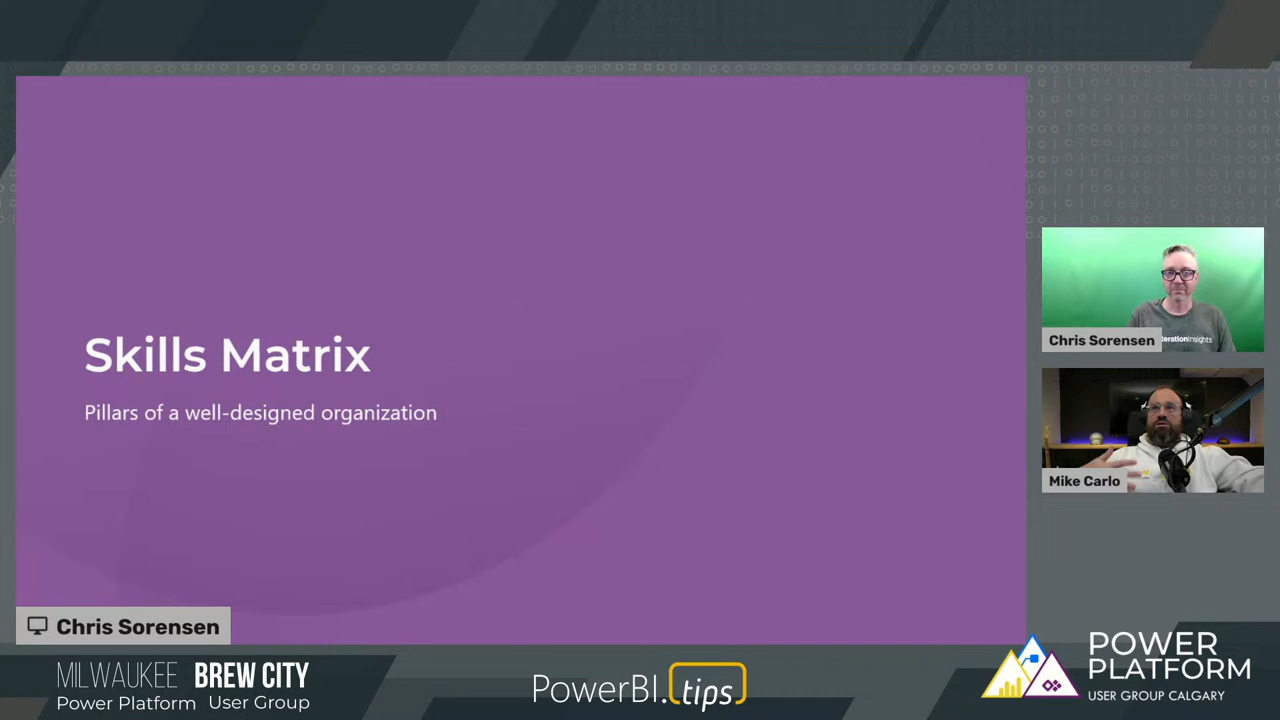 Skills Matrix
Pillars of a well-designed organization
Chris Sorensen
terationInsights
Chris Sorensen
Mike Carlo
MILWAUKEE BREW CITY
Power Platform User Group
PowerBI.tips
POWER
PLATFORM
USER GROUP CALGARY